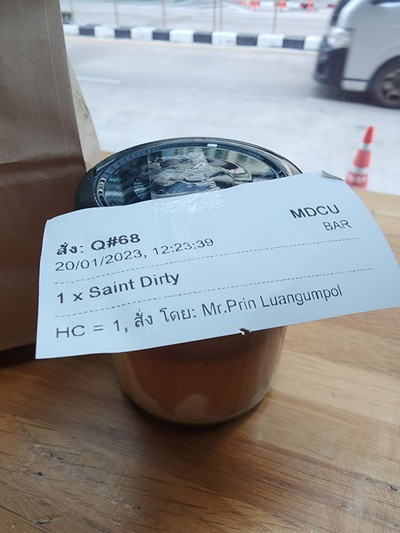 สั่ง: Q#68
MDCU
20/01/2023, 12:23:39
BAR
1 x Saint Dirty
HC = 1, สั่ง โดย: Mr.Prin Luangumpol